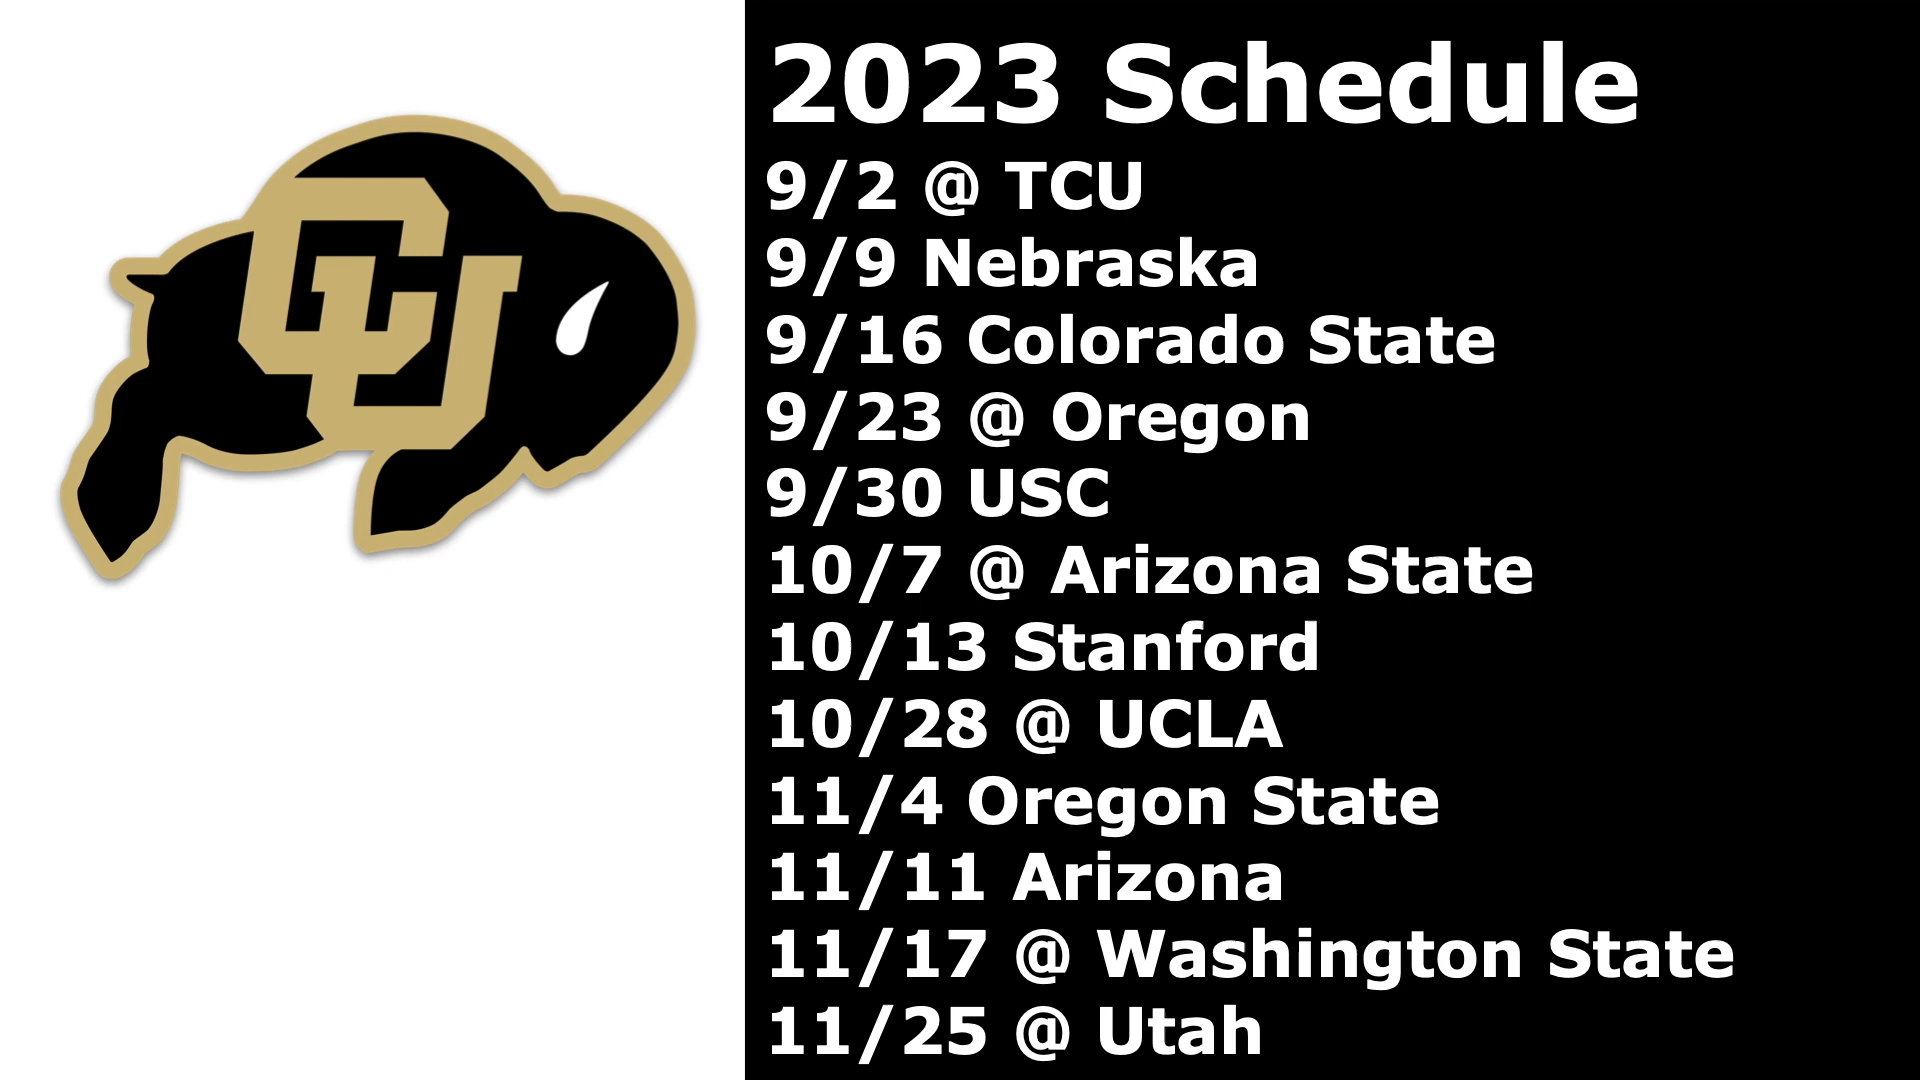 CU
2023 Schedule
9/2 @ TCU
9/9 Nebraska
9/16 Colorado State
9/23 @ Oregon
9/30 USC
10/7 @ Arizona State
10/13 Stanford
10/28 @ UCLA
11/4 Oregon State
11/11 Arizona
11/17 @ Washington State
11/25 @ Utah